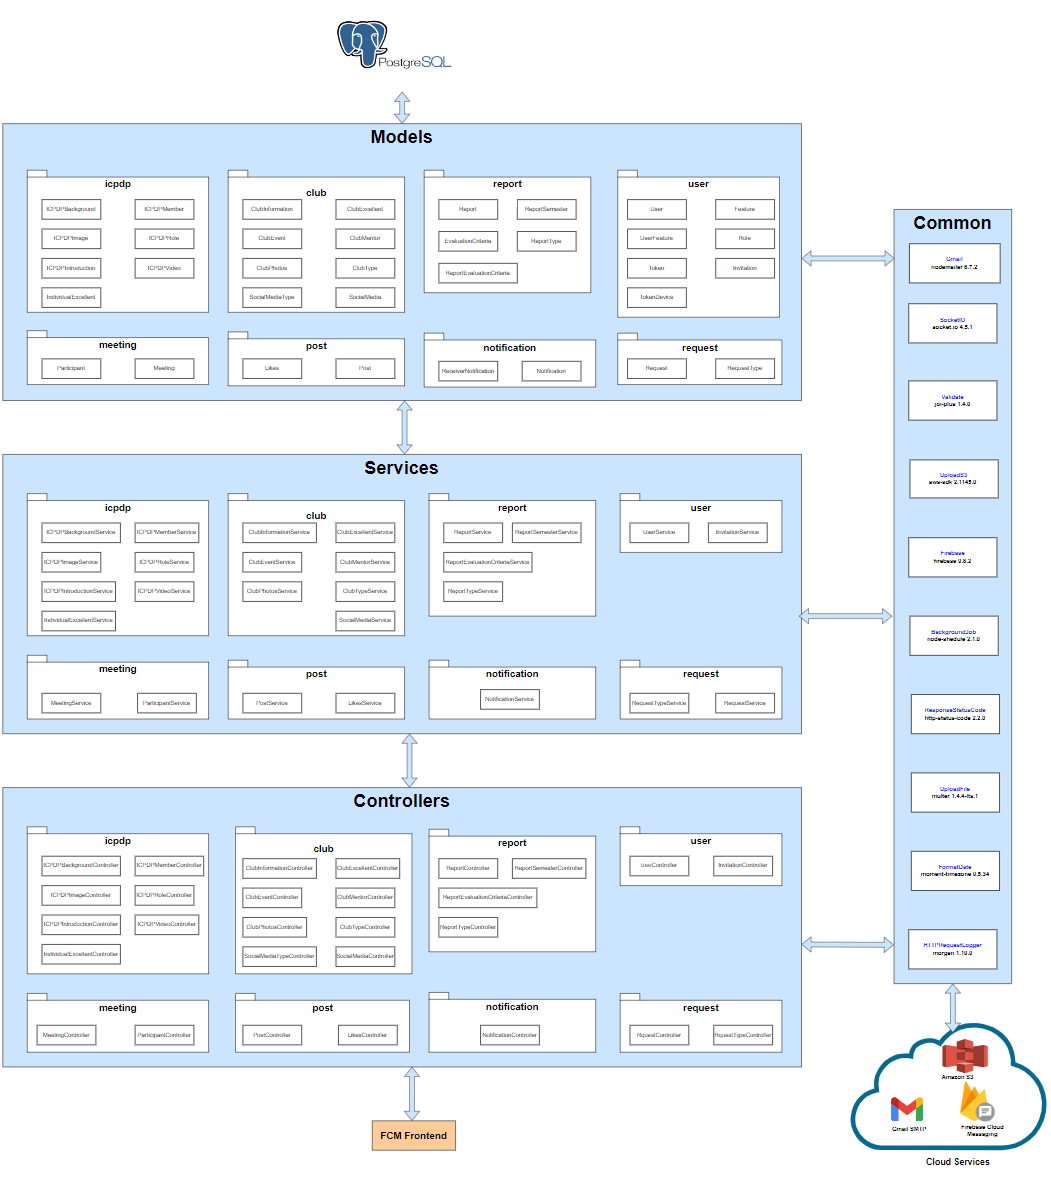 PostgreSQL
Models
icpdp
ICPDPBackground
ICPDPMember
ICPDPImage
ICPDPRole
ICPDPIntroduction
ICPDPVideo
IndividualExcellent
club
ClubInformation
ClubExcellent
ClubEvent
ClubMentor
ClubPhotos
ClubType
SocialMediaType
SocialMedia
report
Report
ReportSemester
EvaluationCriteria
ReportType
ReportEvaluationCriteria
user
User
Feature
UserFeature
Role
Token
Invitation
TokenDevice
meeting
Participant
Meeting
post
Likes
Post
notification
ReceiverNotification
Notification
request
Request
RequestType
Services
icpdp
ICPDPBackgroundService
ICPDPMemberService
ICPDPImageService
ICPDPRoleService
ICPDPIntroductionService
ICPDPVideoService
IndividualExcellentService
club
ClubInformationService
ClubExcellentService
ClubEventService
ClubMentorService
ClubPhotosService
ClubTypeService
SocialMediaService
report
ReportService
ReportSemesterService
ReportEvaluationCriteriaService
ReportTypeService
user
UserService
InvitationService
meeting
MeetingService
ParticipantService
post
PostService
LikesService
notification
NotificationService
request
RequestTypeService
RequestService
Controllers
icpdp
ICPDPBackgroundController
ICPDPMemberController
ICPDPImageController
ICPDPRoleController
ICPDPIntroductionController
ICPDPVideoController
IndividualExcellentController
club
ClubInformationController
ClubExcellentController
ClubEventController
ClubMentorController
ClubPhotosController
ClubTypeController
SocialMediaTypeController
SocialMediaController
report
ReportController
ReportSemesterController
ReportEvaluationCriteriaController
ReportTypeController
user
UserController
InvitationController
meeting
MeetingController
ParticipantController
post
PostController
LikesController
notification
NotificationController
request
RquestController
RquestTypeController
FCM Frontend
Common
Gmail
nodemailer 6.7.2
SocketIO
socket.io 4.5.1
Validate
joi-plus 1.4.0
UploadS3
aws-sdk 2.1145.0
Firebase
firebase 9.8.2
BackgroundJob
node-shedule 2.1.0
ResponseStatusCode
http-status-code 2.2.0
UploadFile
multer 1.4.4-lts.1
FormatDate
moment-timezone 0.5.34
HTTPRequestLogger
morgan 1.10.0
Amazon S3
Gmail SMTP
Firebase Cloud
Messaging
Cloud Services